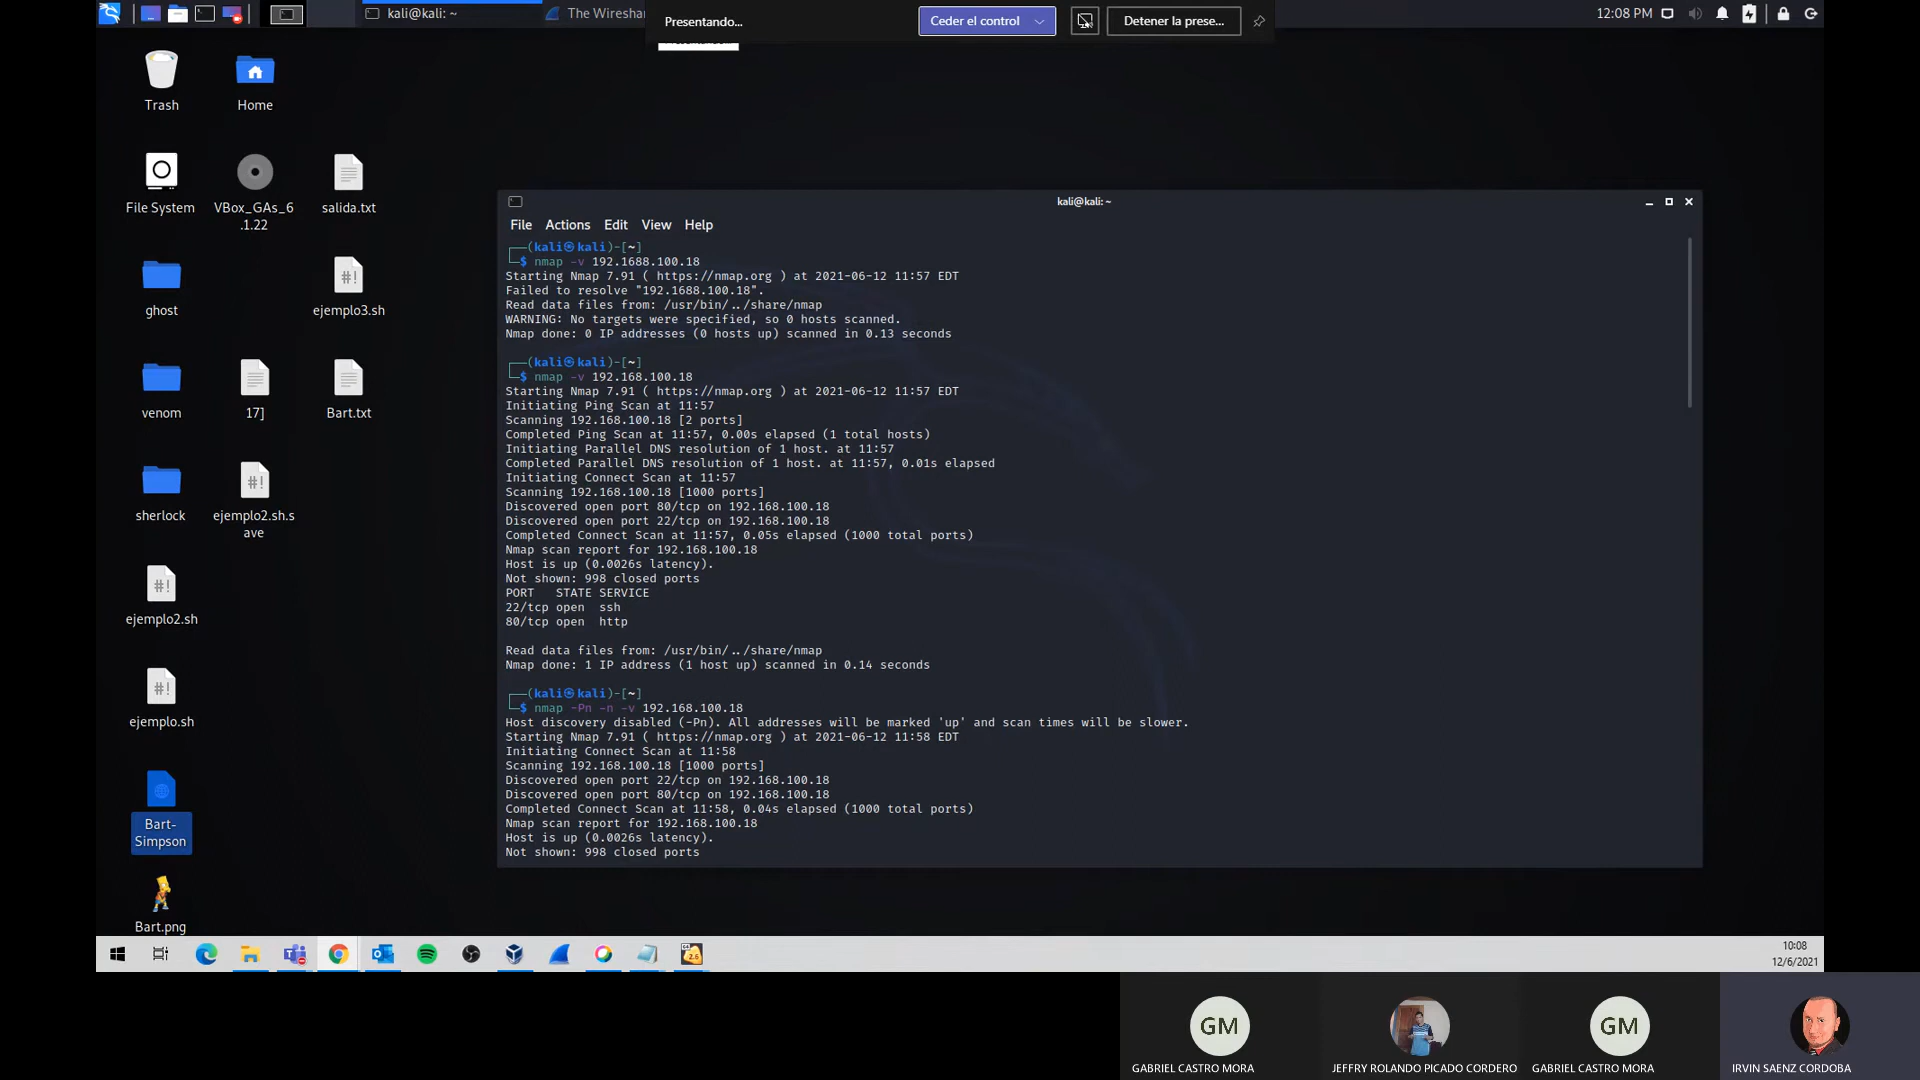 kali@kali: ~
The Wireshar
Presentando...
Ceder el control
Detener la prese...
12:08 PM
Trash
Home
File System
VBox_GAs_6
.1.22
salida.txt
ghost
ejemplo3.sh
venom
17]
Bart.txt
sherlock
ejemplo2.sh.s
ave
ejemplo2.sh
ejemplo.sh
Bart-
Simpson
Bart.png
kali@kali: ~
File Actions Edit View Help
┌──(kali㉿kali)-[~]
└─$ nmap -v 192.1688.100.18
Starting Nmap 7.91 ( https://nmap.org ) at 2021-06-12 11:57 EDT
Failed to resolve "192.1688.100.18".
Read data files from: /usr/bin/../share/nmap
WARNING: No targets were specified, so 0 hosts scanned.
Nmap done: 0 IP addresses (0 hosts up) scanned in 0.13 seconds
┌──(kali㉿kali)-[~]
└─$ nmap -v 192.168.100.18
Starting Nmap 7.91 ( https://nmap.org ) at 2021-06-12 11:57 EDT
Initiating Ping Scan at 11:57
Scanning 192.168.100.18 [2 ports]
Completed Ping Scan at 11:57, 0.00s elapsed (1 total hosts)
Initiating Parallel DNS resolution of 1 host. at 11:57
Completed Parallel DNS resolution of 1 host. at 11:57, 0.01s elapsed
Initiating Connect Scan at 11:57
Scanning 192.168.100.18 [1000 ports]
Discovered open port 80/tcp on 192.168.100.18
Discovered open port 22/tcp on 192.168.100.18
Completed Connect Scan at 11:57, 0.05s elapsed (1000 total ports)
Nmap scan report for 192.168.100.18
Host is up (0.0026s latency).
Not shown: 998 closed ports
PORT   STATE SERVICE
22/tcp open  ssh
80/tcp open  http
Read data files from: /usr/bin/../share/nmap
Nmap done: 1 IP address (1 host up) scanned in 0.14 seconds
┌──(kali㉿kali)-[~]
└─$ nmap -Pn -n -v 192.168.100.18
Host discovery disabled (-Pn). All addresses will be marked 'up' and scan times will be slower.
Starting Nmap 7.91 ( https://nmap.org ) at 2021-06-12 11:58 EDT
Initiating Connect Scan at 11:58
Scanning 192.168.100.18 [1000 ports]
Discovered open port 22/tcp on 192.168.100.18
Discovered open port 80/tcp on 192.168.100.18
Completed Connect Scan at 11:58, 0.04s elapsed (1000 total ports)
Nmap scan report for 192.168.100.18
Host is up (0.0026s latency).
Not shown: 998 closed ports
10:08
12/6/2021
GM
GM
GABRIEL CASTRO MORA
JEFFRY ROLANDO PICADO CORDERO
GABRIEL CASTRO MORA
IRVIN SAENZ CORDOBA